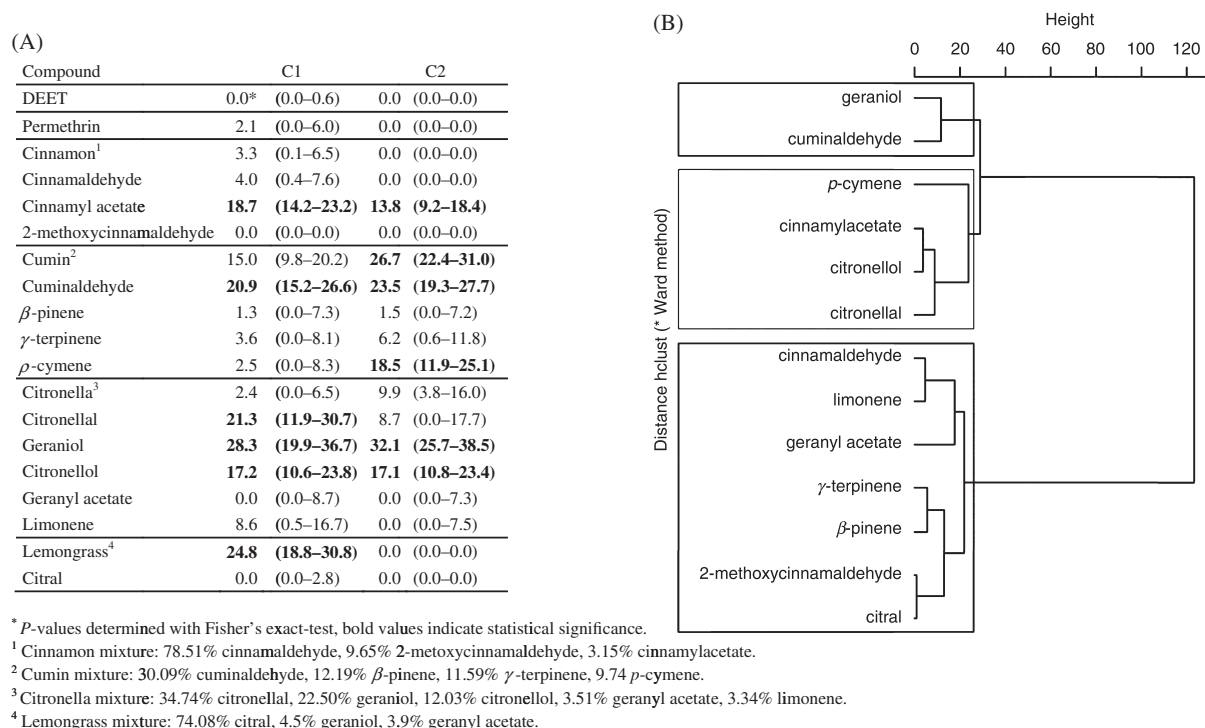 (A)
Compound C1 C2
DEET 0.0* (0.0–0.6) 0.0 (0.0–0.0)
Permethrin 2.1 (0.0–6.0) 0.0 (0.0–0.0)
Cinnamon1 3.3 (0.1–6.5) 0.0 (0.0–0.0)
Cinnamaldehyde 4.0 (0.4–7.6) 0.0 (0.0–0.0)
Cinnamyl acetate 18.7 (14.2–23.2) 13.8 (9.2–18.4)
2-methoxycinnamaldehyde 0.0 (0.0–0.0) 0.0 (0.0–0.0)
Cumin2 15.0 (9.8–20.2) 26.7 (22.4–31.0)
Cuminaldehyde 20.9 (15.2–26.6) 23.5 (19.3–27.7)
β-pinene 1.3 (0.0–7.3) 1.5 (0.0–7.2)
γ-terpinene 3.6 (0.0–8.1) 6.2 (0.6–11.8)
ρ-cymene 2.5 (0.0–8.3) 18.5 (11.9–25.1)
Citronella3 2.4 (0.0–6.5) 9.9 (3.8–16.0)
Citronellal 21.3 (11.9–30.7) 8.7 (0.0–17.7)
Geraniol 28.3 (19.9–36.7) 32.1 (25.7–38.5)
Citronellol 17.2 (10.6–23.8) 17.1 (10.8–23.4)
Geranyl acetate 0.0 (0.0–8.7) 0.0 (0.0–7.3)
Limonene 8.6 (0.5–16.7) 0.0 (0.0–7.5)
Lemongrass4 24.8 (18.8–30.8) 0.0 (0.0–0.0)
Citral 0.0 (0.0–2.8) 0.0 (0.0–0.0)
* P-values determined with Fisher's exact-test, bold values indicate statistical significance.
1 Cinnamon mixture: 78.51% cinnamaldehyde, 9.65% 2-metoxycinnamaldehyde, 3.15% cinnamylacetate.
2 Cumin mixture: 30.09% cuminaldehyde, 12.19% β-pinene, 11.59% γ-terpinene, 9.74 p-cymene.
3 Citronella mixture: 34.74% citronellal, 22.50% geraniol, 12.03% citronellol, 3.51% geranyl acetate, 3.34% limonene.
4 Lemongrass mixture: 74.08% citral, 4.5% geraniol, 3.9% geranyl acetate.
(B)
Height
0 20 40 60 80 100 120
Distance hclust (* Ward method)
geraniol
cuminaldehyde
p-cymene
cinnamylacetate
citronellol
citronellal
cinnamaldehyde
limonene
geranyl acetate
γ-terpinene
β-pinene
2-methoxycinnamaldehyde
citral